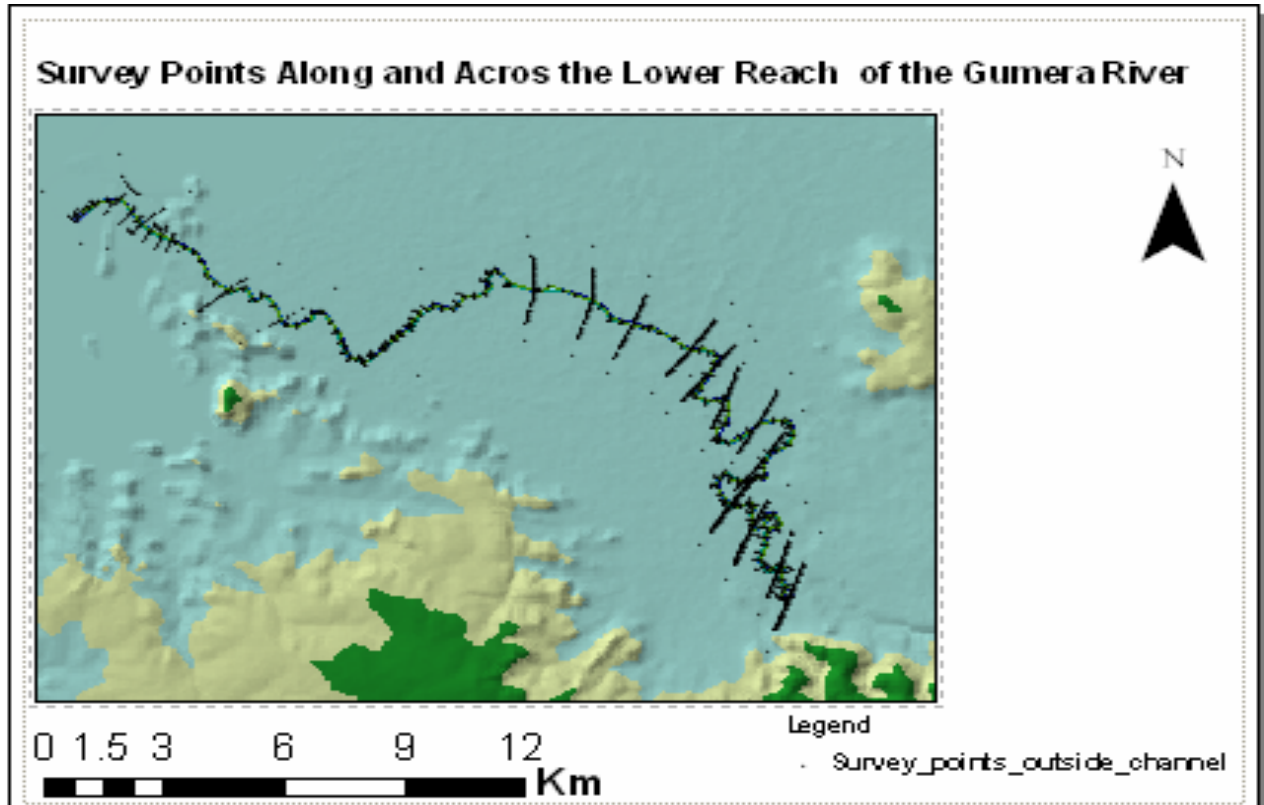 Survey Points Along and Acros the Lower Reach of the Gumera River
N
Legend
0 1.5 3 6 9 12
Km
Survey_points_outside_channel